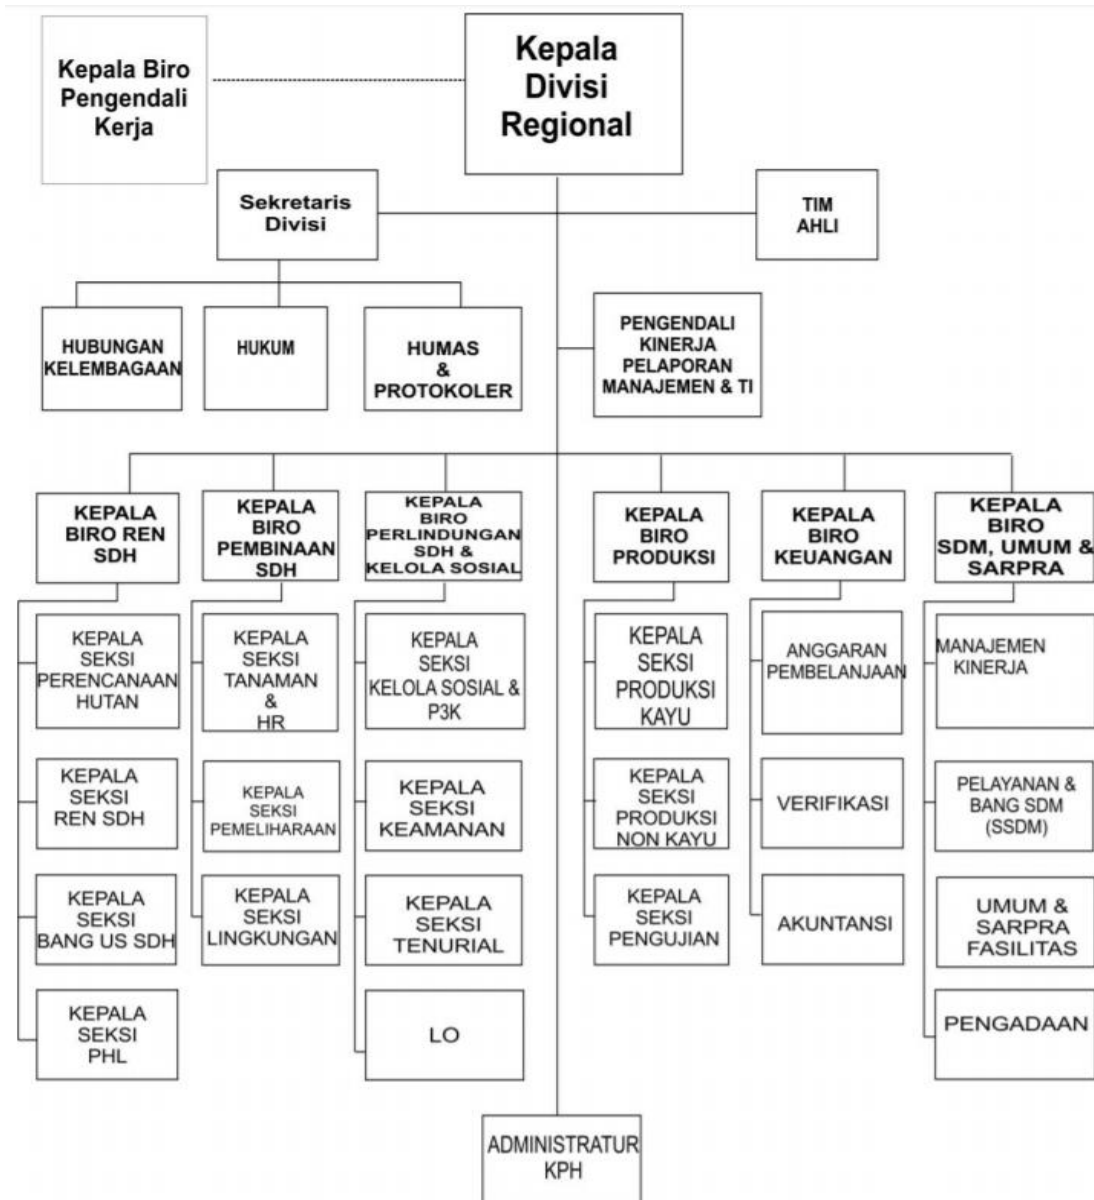 Kepala Biro
Pengendali
Kerja
Kepala
Divisi
Regional
Sekretaris
Divisi
TIM
AHLI
HUBUNGAN
KELEMBAGAAN
HUKUM
HUMAS
&
PROTOKOLER
PENGENDALI
KINERJA
PELAPORAN
MANAJEMEN & TI
KEPALA
BIRO REN
SDH
KEPALA
BIRO
PEMBINAAN
SDH
KEPALA
BIRO
PERLINDUNGAN
SDH &
KELOLA SOSIAL
KEPALA
BIRO
PRODUKSI
KEPALA
BIRO
KEUANGAN
KEPALA
BIRO
SDM, UMUM &
SARPRA
KEPALA
SEKSI
PERENCANAAN
HUTAN
KEPALA
SEKSI
TANAMAN
&
HR
KEPALA
SEKSI
KELOLA SOSIAL &
P3K
KEPALA
SEKSI
PRODUKSI
KAYU
ANGGARAN
PEMBELANJAAN
MANAJEMEN
KINERJA
KEPALA
SEKSI
REN SDH
KEPALA
SEKSI
PEMELIHARAAN
KEPALA
SEKSI
KEAMANAN
KEPALA
SEKSI
PRODUKSI
NON KAYU
VERIFIKASI
PELAYANAN &
BANG SDM
(SSDM)
KEPALA
SEKSI
BANG US SDH
KEPALA
SEKSI
LINGKUNGAN
KEPALA
SEKSI
TENURIAL
KEPALA
SEKSI
PENGUJIAN
AKUNTANSI
UMUM &
SARPRA
FASILITAS
KEPALA
SEKSI
PHL
LO
PENGADAAN
ADMINISTRATUR
KPH